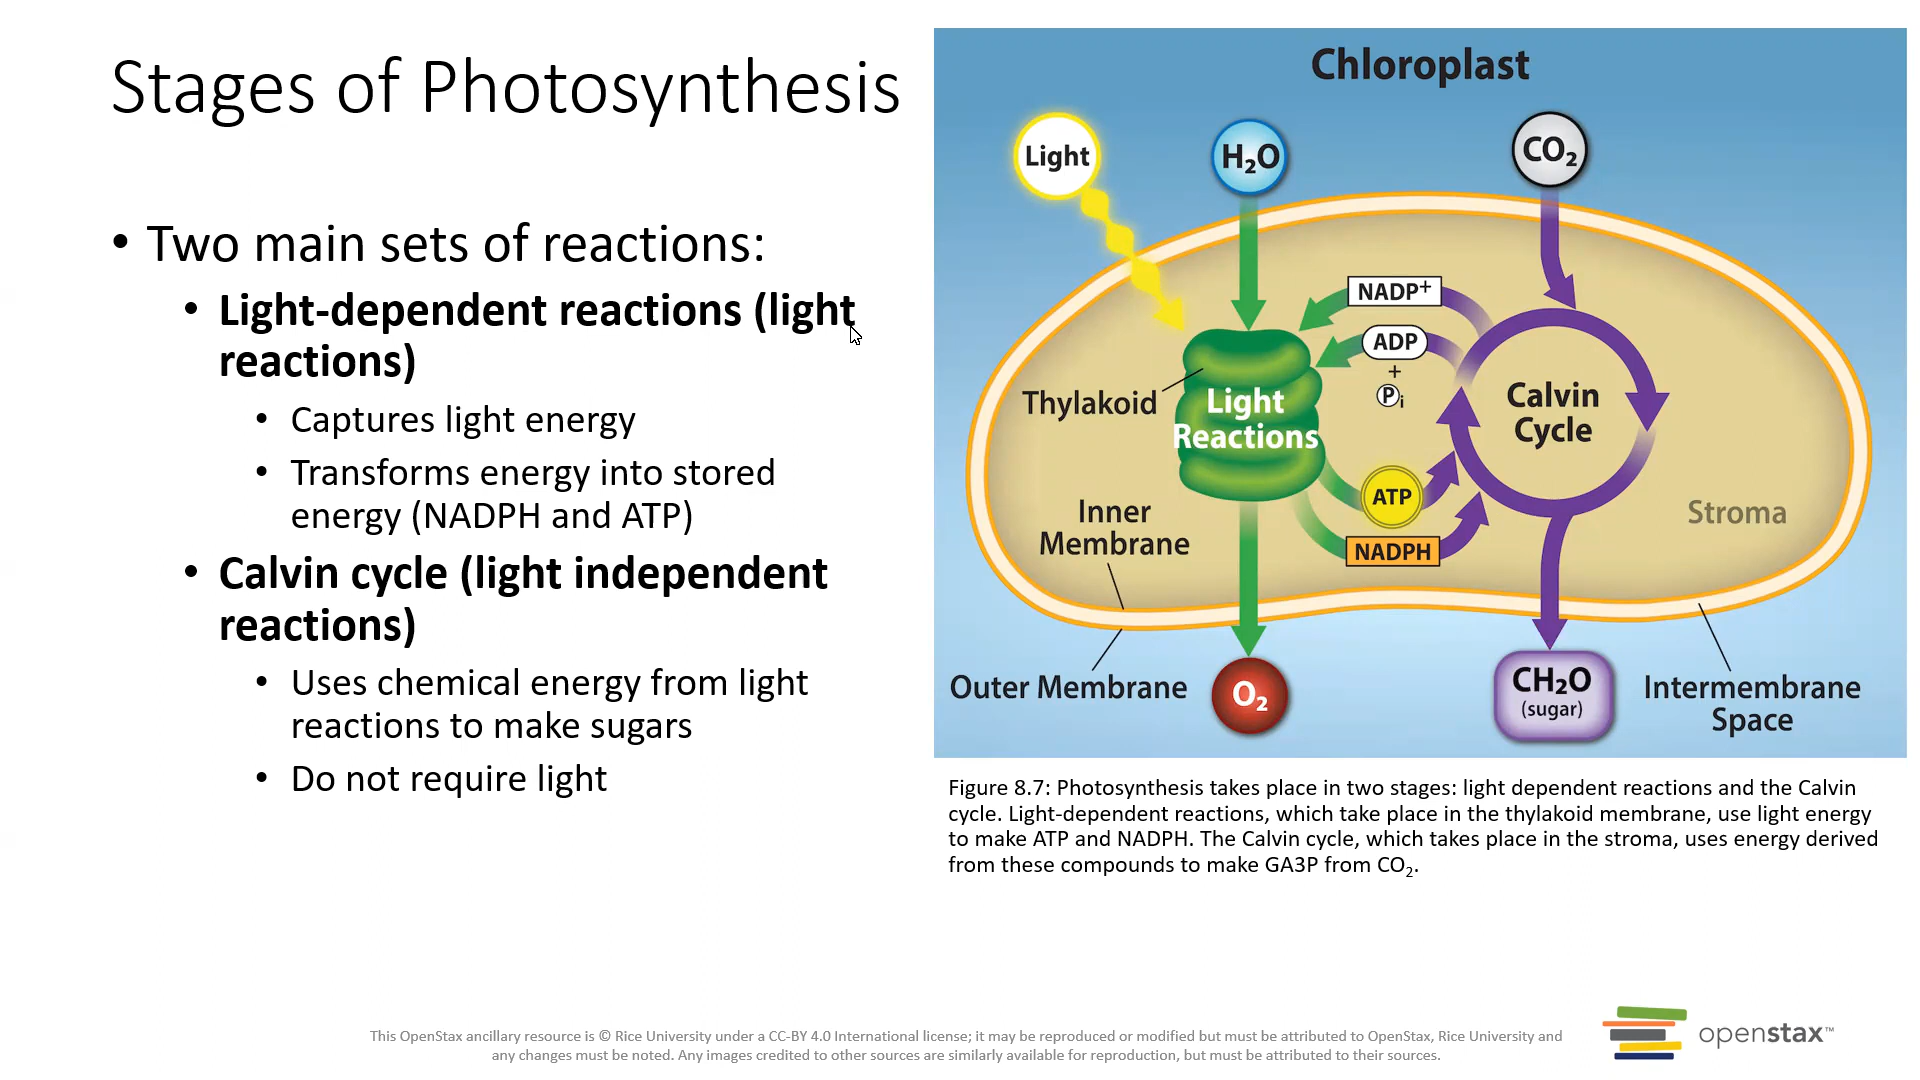 Stages of Photosynthesis
• Two main sets of reactions:
• Light-dependent reactions (light
reactions)
• Captures light energy
• Transforms energy into stored
energy (NADPH and ATP)
• Calvin cycle (light independent
reactions)
• Uses chemical energy from light
reactions to make sugars
• Do not require light
Chloroplast
Light
H₂O
CO₂
NADP⁺
ADP
+
Pᵢ
Thylakoid
Light
Reactions
Calvin
Cycle
ATP
NADPH
Inner
Membrane
Stroma
Outer Membrane
O₂
CH₂O
(sugar)
Intermembrane
Space
Figure 8.7: Photosynthesis takes place in two stages: light dependent reactions and the Calvin
cycle. Light-dependent reactions, which take place in the thylakoid membrane, use light energy
to make ATP and NADPH. The Calvin cycle, which takes place in the stroma, uses energy derived
from these compounds to make GA3P from CO₂.
This OpenStax ancillary resource is © Rice University under a CC-BY 4.0 International license; it may be reproduced or modified but must be attributed to OpenStax, Rice University and
any changes must be noted. Any images credited to other sources are similarly available for reproduction, but must be attributed to their sources.
openstax™